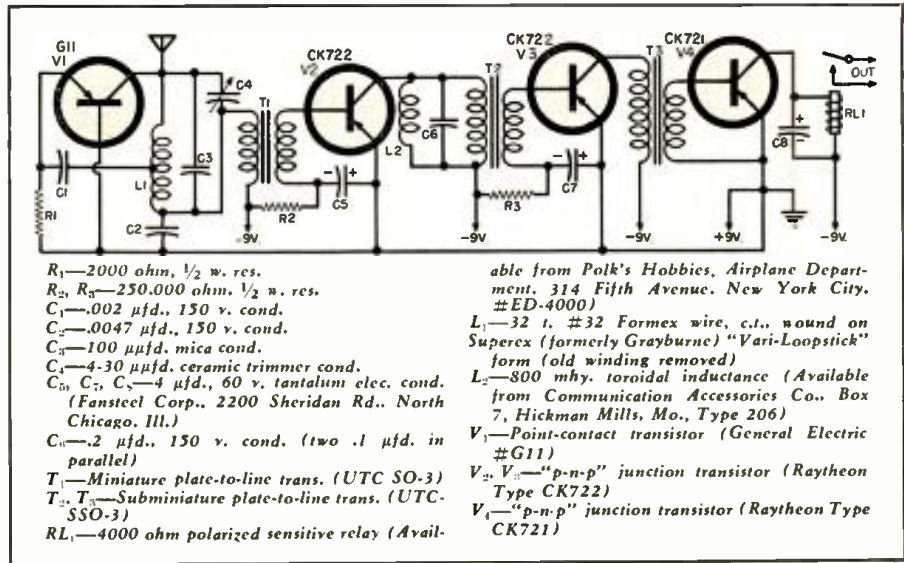 G11
V1
C4
T1
CK722
V2
C6
T2
CK722
V3
T3
CK721
V4
OUT
RL1
C8
C1
L1
C3
L2
R1
C2
R2
C5
R3
C7
-9V.
-9V.
-9V.
+9V.
-9V.
R₁—2000 ohm, ½ w. res.
R₂, R₃—250,000 ohm, ½ w. res.
C₁—.002 µfd., 150 v. cond.
C₂—.0047 µfd., 150 v. cond.
C₃—100 µµfd. mica cond.
C₄—4-30 µµfd. ceramic trimmer cond.
C₅, C₇, C₈—4 µfd., 60 v. tantalum elec. cond.
(Fansteel Corp., 2200 Sheridan Rd., North
Chicago, Ill.)
C₆—.2 µfd., 150 v. cond. (two .1 µfd. in
parallel)
T₁—Miniature plate-to-line trans. (UTC SO-3)
T₂, T₃—Subminiature plate-to-line trans. (UTC-
SSO-3)
RL₁—4000 ohm polarized sensitive relay (Avail-
able from Polk's Hobbies, Airplane Depart-
ment, 314 Fifth Avenue, New York City,
#ED-4000)
L₁—32 t. #32 Formex wire, c.t., wound on
Superex (formerly Grayburne) "Vari-Loopstick"
form (old winding removed)
L₂—800 mhy. toroidal inductance (Available
from Communication Accessories Co., Box
7, Hickman Mills, Mo., Type 206)
V₁—Point-contact transistor (General Electric
#G11)
V₂, V₃—"p-n-p" junction transistor (Raytheon
Type CK722)
V₄—"p-n-p" junction transistor (Raytheon Type
CK721)